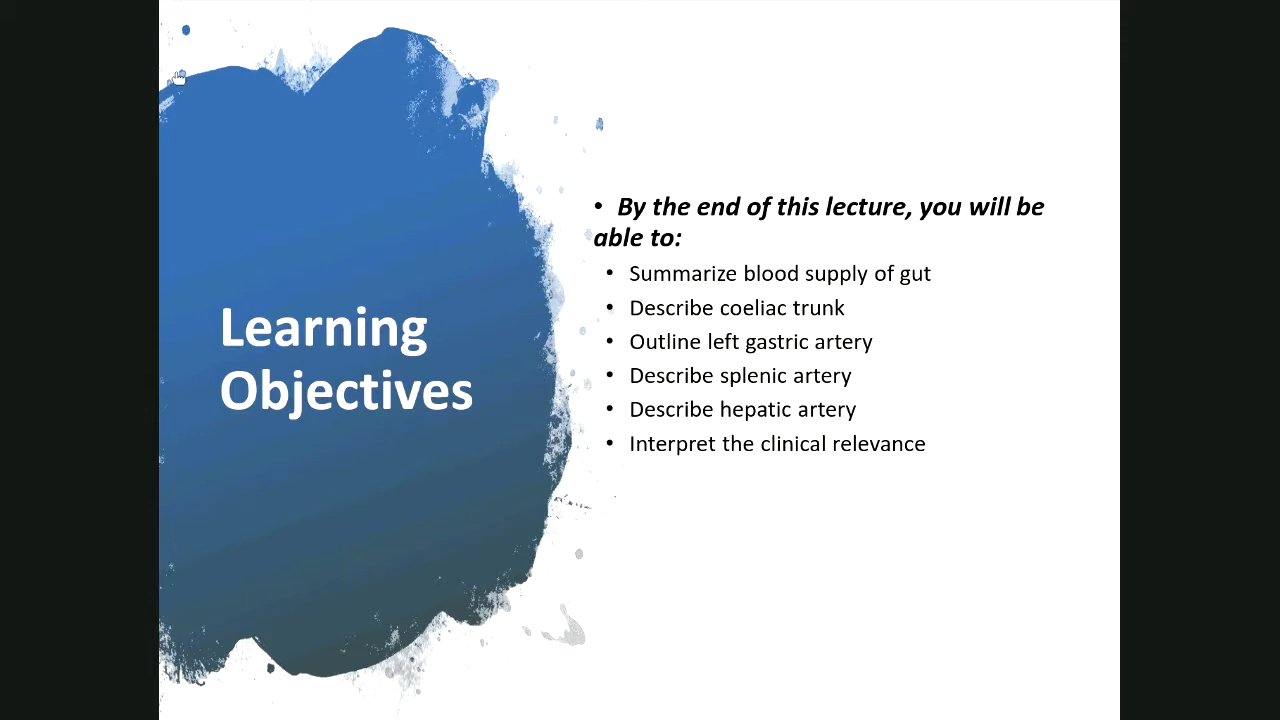 Learning
Objectives
• By the end of this lecture, you will be
able to:
• Summarize blood supply of gut
• Describe coeliac trunk
• Outline left gastric artery
• Describe splenic artery
• Describe hepatic artery
• Interpret the clinical relevance